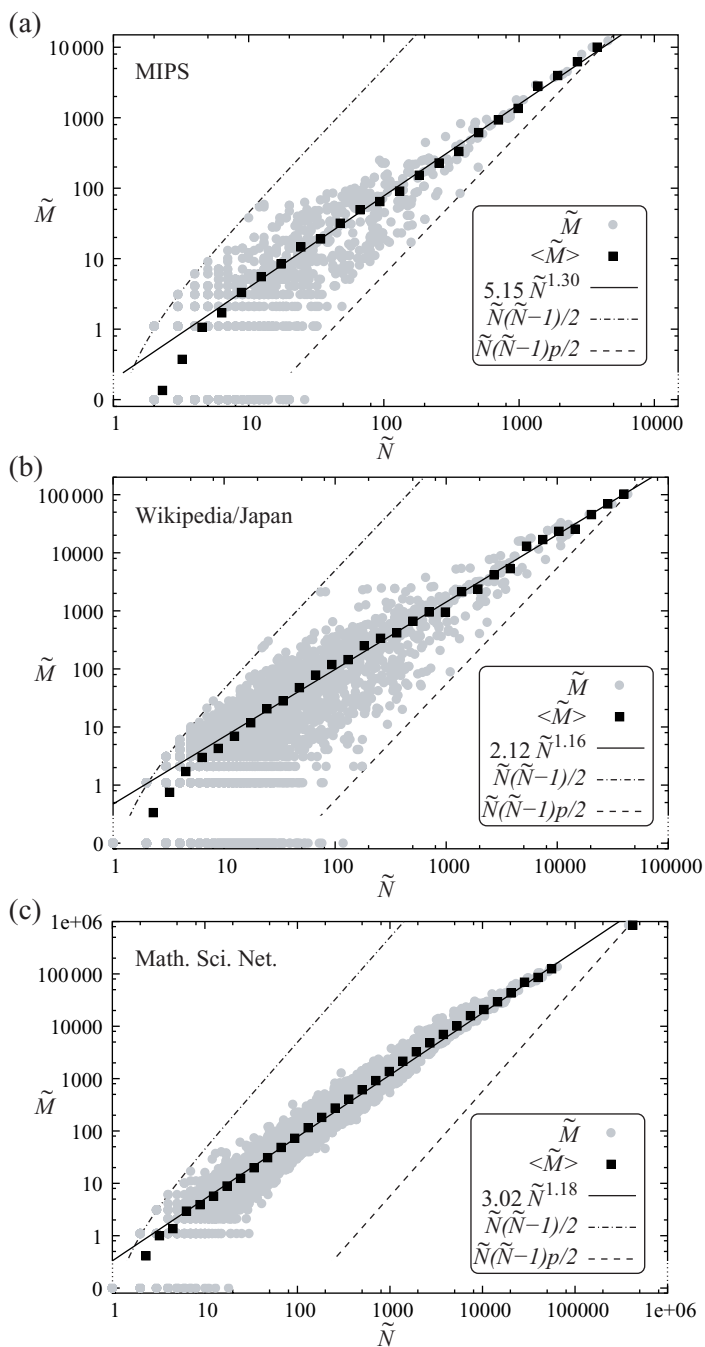 (a)
MIPS
10 000
1000
100
10
1
0
M̃
1 10 100 1000 10000
Ñ
M̃
<M̃>
5.15 Ñ^1.30
Ñ(Ñ−1)/2
Ñ(Ñ−1)p/2
(b)
Wikipedia/Japan
100 000
10000
1000
100
10
1
0
M̃
1 10 100 1000 10000 100000
Ñ
M̃
<M̃>
2.12 Ñ^1.16
Ñ(Ñ−1)/2
Ñ(Ñ−1)p/2
(c)
Math. Sci. Net.
1e+06
100000
10000
1000
100
10
1
0
M̃
1 10 100 1000 10000 100000 1e+06
Ñ
M̃
<M̃>
3.02 Ñ^1.18
Ñ(Ñ−1)/2
Ñ(Ñ−1)p/2